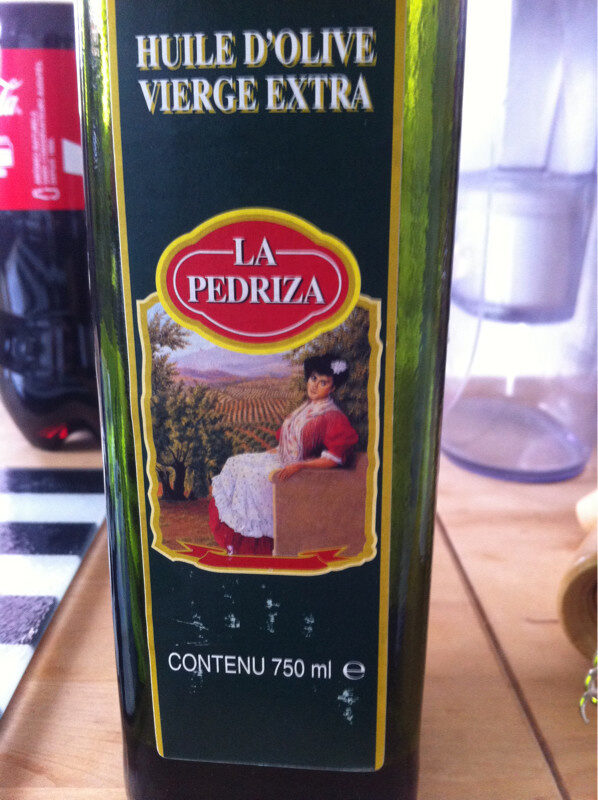 HUILE D'OLIVE
VIERGE EXTRA
LA
PEDRIZA
CONTENU 750 ml e